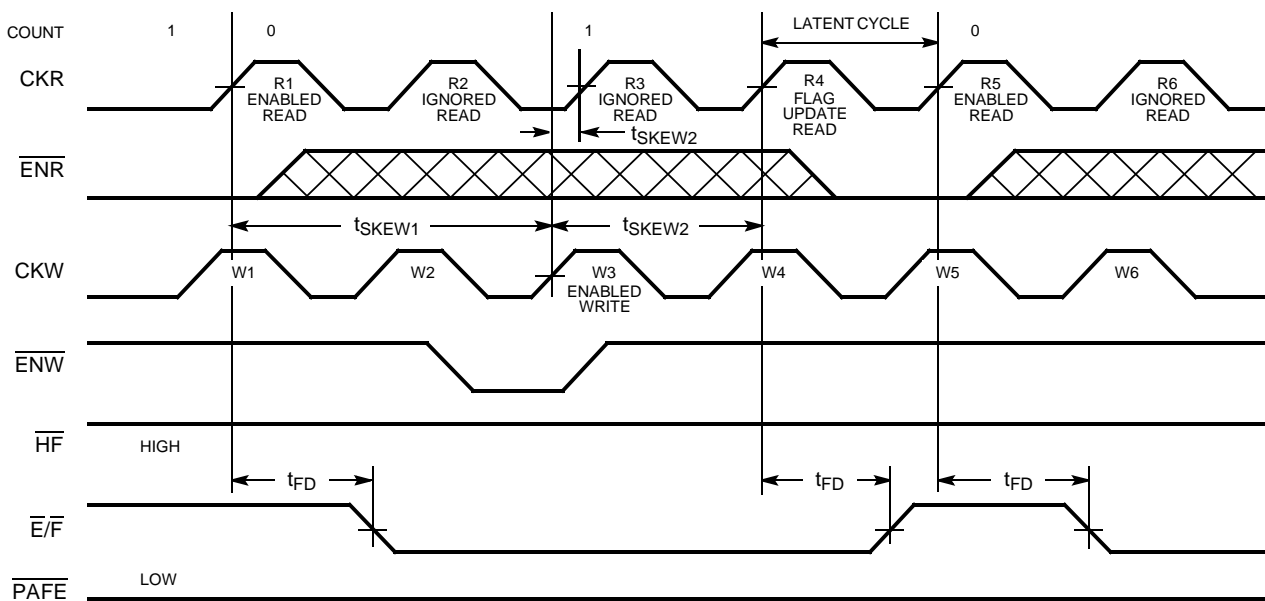 COUNT 1 0 1 LATENT CYCLE 0
CKR
R1 ENABLED READ
R2 IGNORED READ
R3 IGNORED READ
R4 FLAG UPDATE READ
R5 ENABLED READ
R6 IGNORED READ
tSKEW2
ENR
tSKEW1 tSKEW2
CKW
W1 W2 W3 W4 W5 W6
ENABLED
WRITE
ENW
HF HIGH
tFD tFD tFD
E/F
PAFE LOW